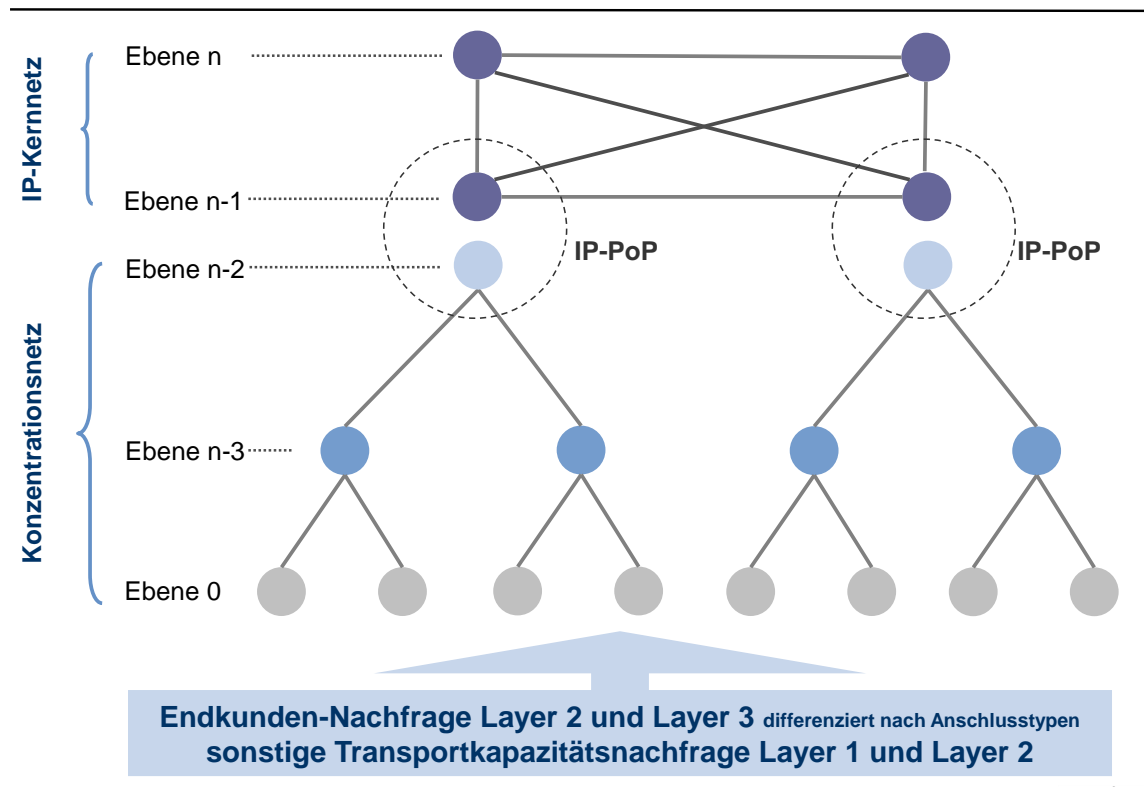 IP-Kernnetz
Ebene n
Ebene n-1
IP-PoP
IP-PoP
Konzentrationsnetz
Ebene n-2
Ebene n-3
Ebene 0
Endkunden-Nachfrage Layer 2 und Layer 3 differenziert nach Anschlusstypen
sonstige Transportkapazitätsnachfrage Layer 1 und Layer 2